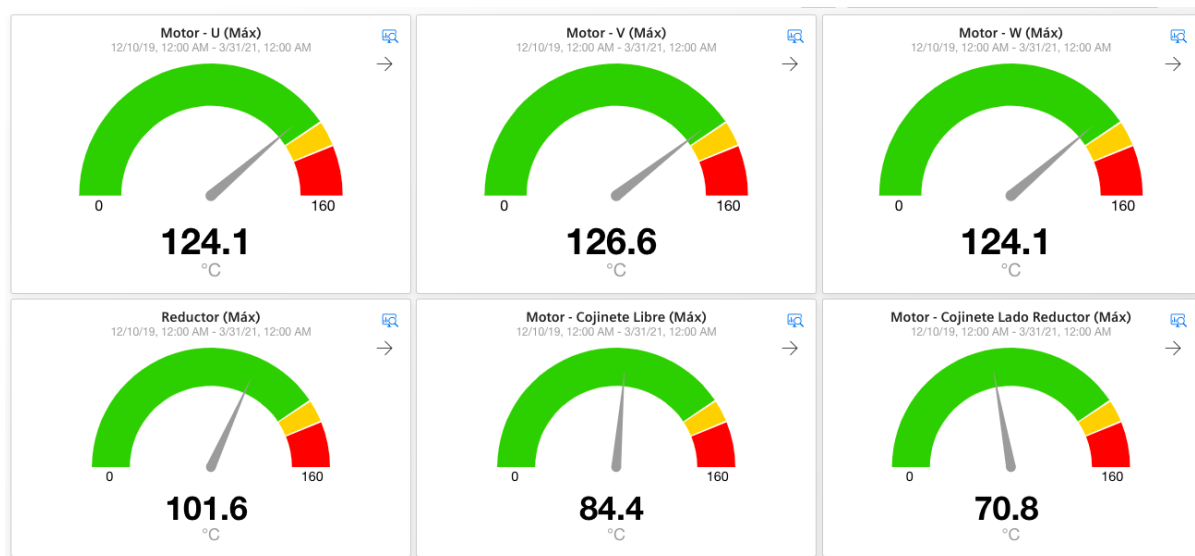 Motor - U (Máx)
12/10/19, 12:00 AM - 3/31/21, 12:00 AM
0
160
124.1
°C
Motor - V (Máx)
12/10/19, 12:00 AM - 3/31/21, 12:00 AM
0
160
126.6
°C
Motor - W (Máx)
12/10/19, 12:00 AM - 3/31/21, 12:00 AM
0
160
124.1
°C
Reductor (Máx)
12/10/19, 12:00 AM - 3/31/21, 12:00 AM
0
160
101.6
°C
Motor - Cojinete Libre (Máx)
12/10/19, 12:00 AM - 3/31/21, 12:00 AM
0
160
84.4
°C
Motor - Cojinete Lado Reductor (Máx)
12/10/19, 12:00 AM - 3/31/21, 12:00 AM
0
160
70.8
°C